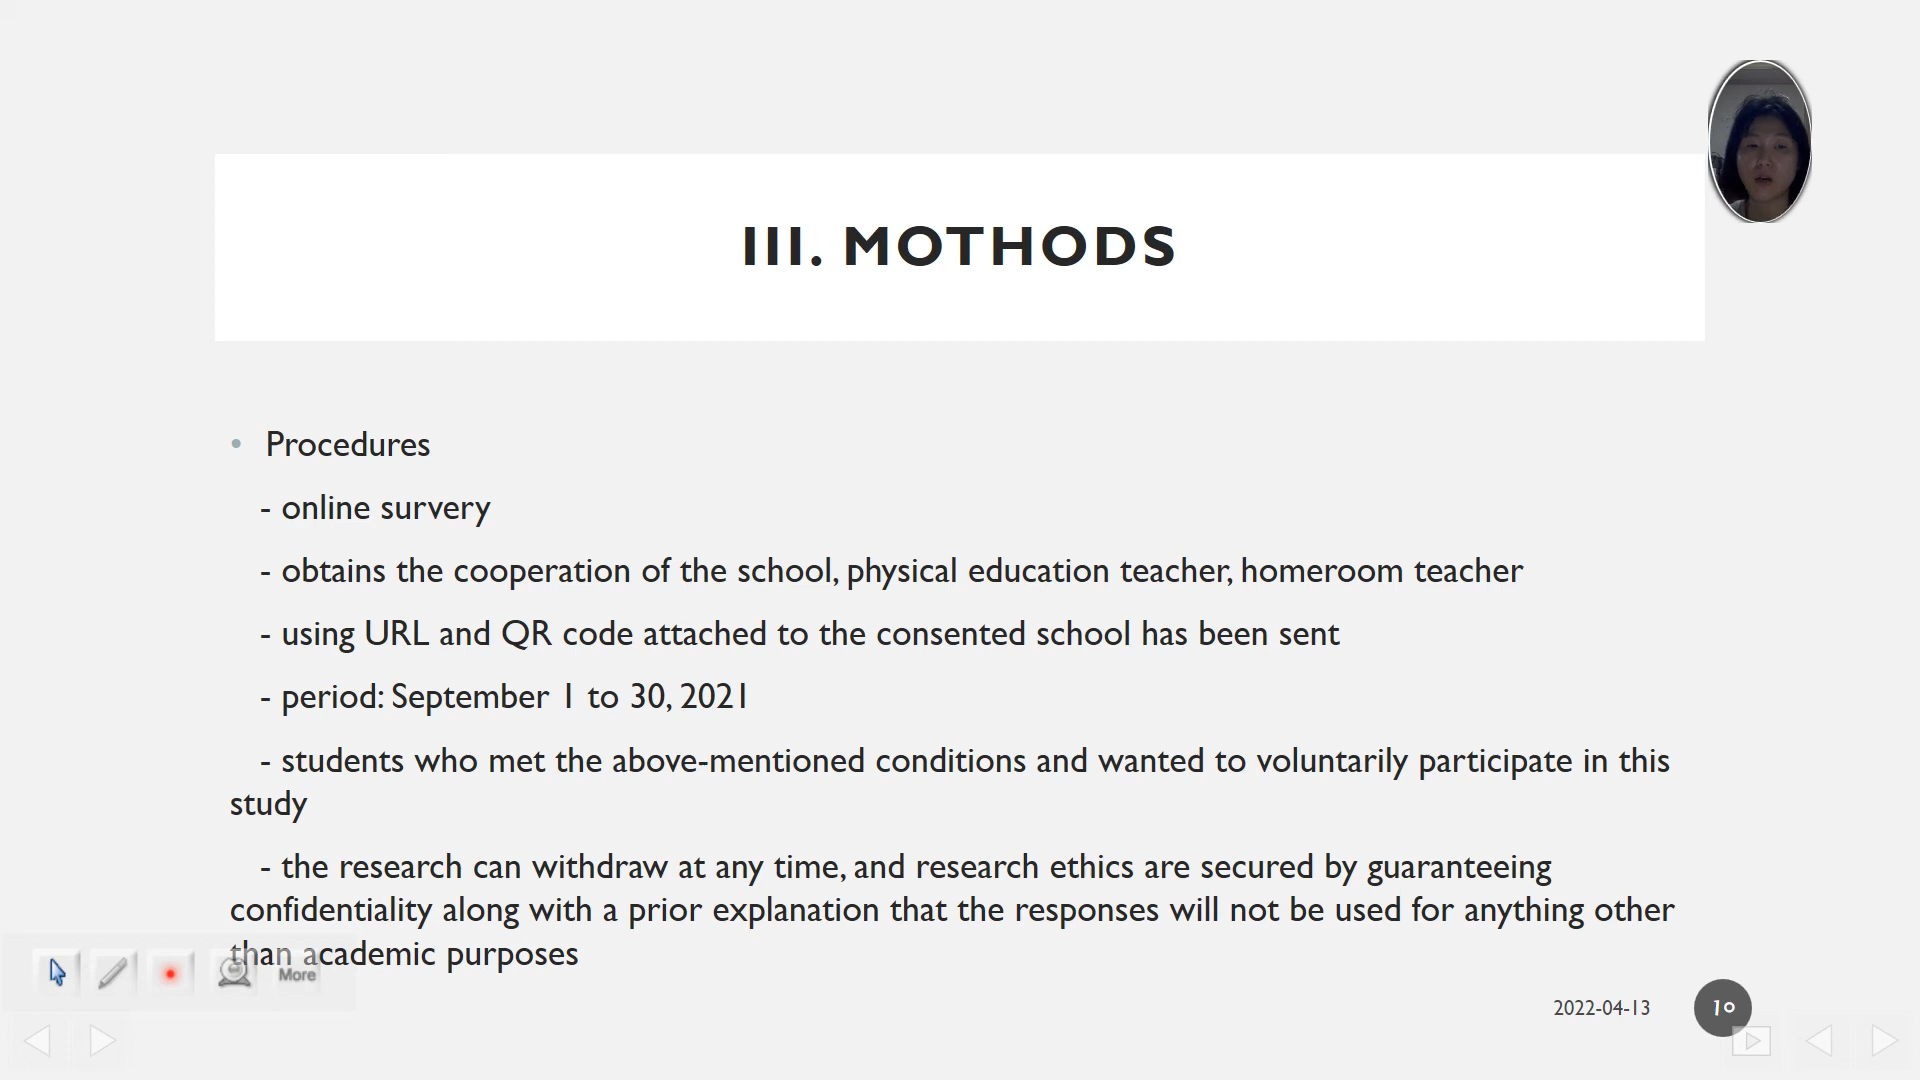 III. MOTHODS
• Procedures
- online survery
- obtains the cooperation of the school, physical education teacher, homeroom teacher
- using URL and QR code attached to the consented school has been sent
- period: September 1 to 30, 2021
- students who met the above-mentioned conditions and wanted to voluntarily participate in this
study
- the research can withdraw at any time, and research ethics are secured by guaranteeing
confidentiality along with a prior explanation that the responses will not be used for anything other
than academic purposes
More
2022-04-13
10